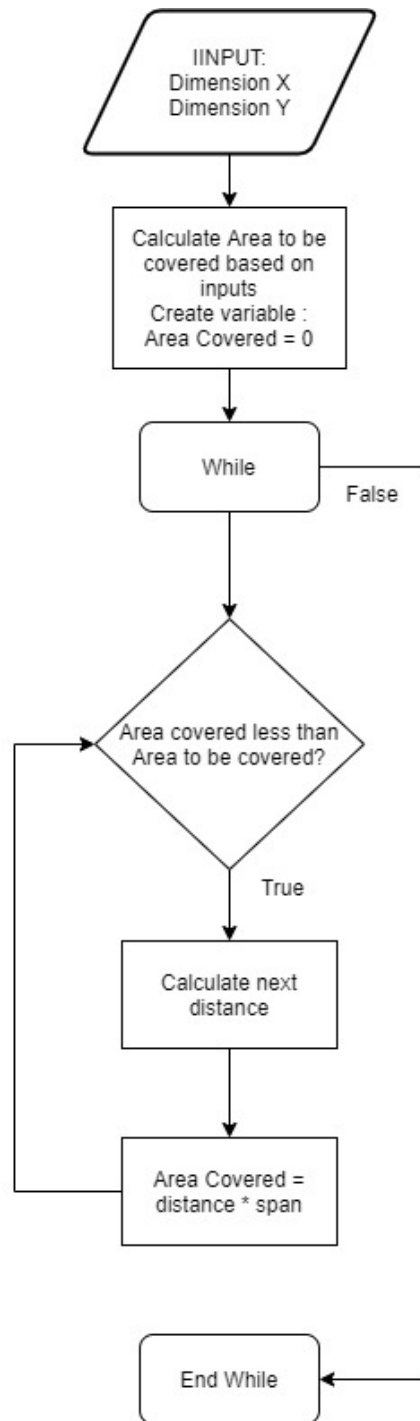 IINPUT:
Dimension X
Dimension Y
Calculate Area to be
covered based on
inputs
Create variable :
Area Covered = 0
While
False
Area covered less than
Area to be covered?
True
Calculate next
distance
Area Covered =
distance * span
End While